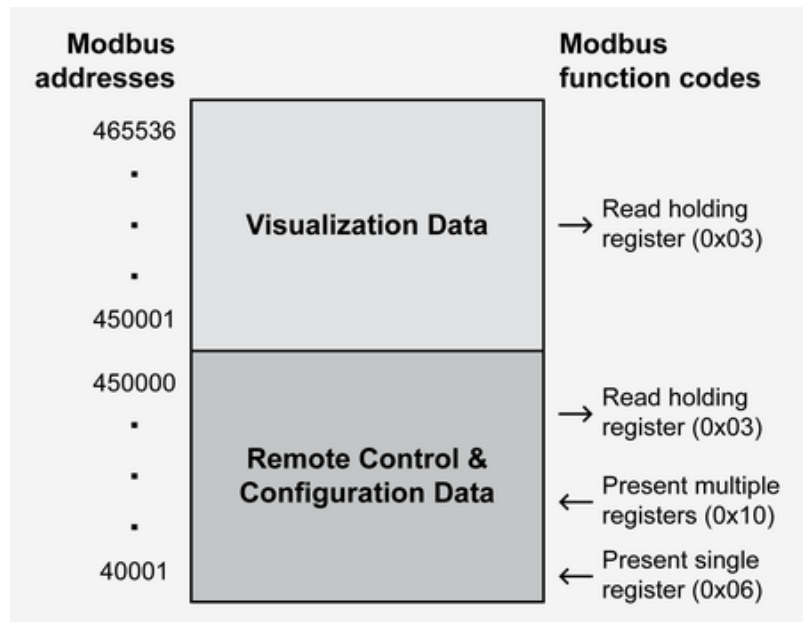 Modbus
addresses
Modbus
function codes
465536
.
.
.
450001
Visualization Data
Read holding
register (0x03)
450000
.
.
.
40001
Remote Control &
Configuration Data
Read holding
register (0x03)
Present multiple
registers (0x10)
Present single
register (0x06)